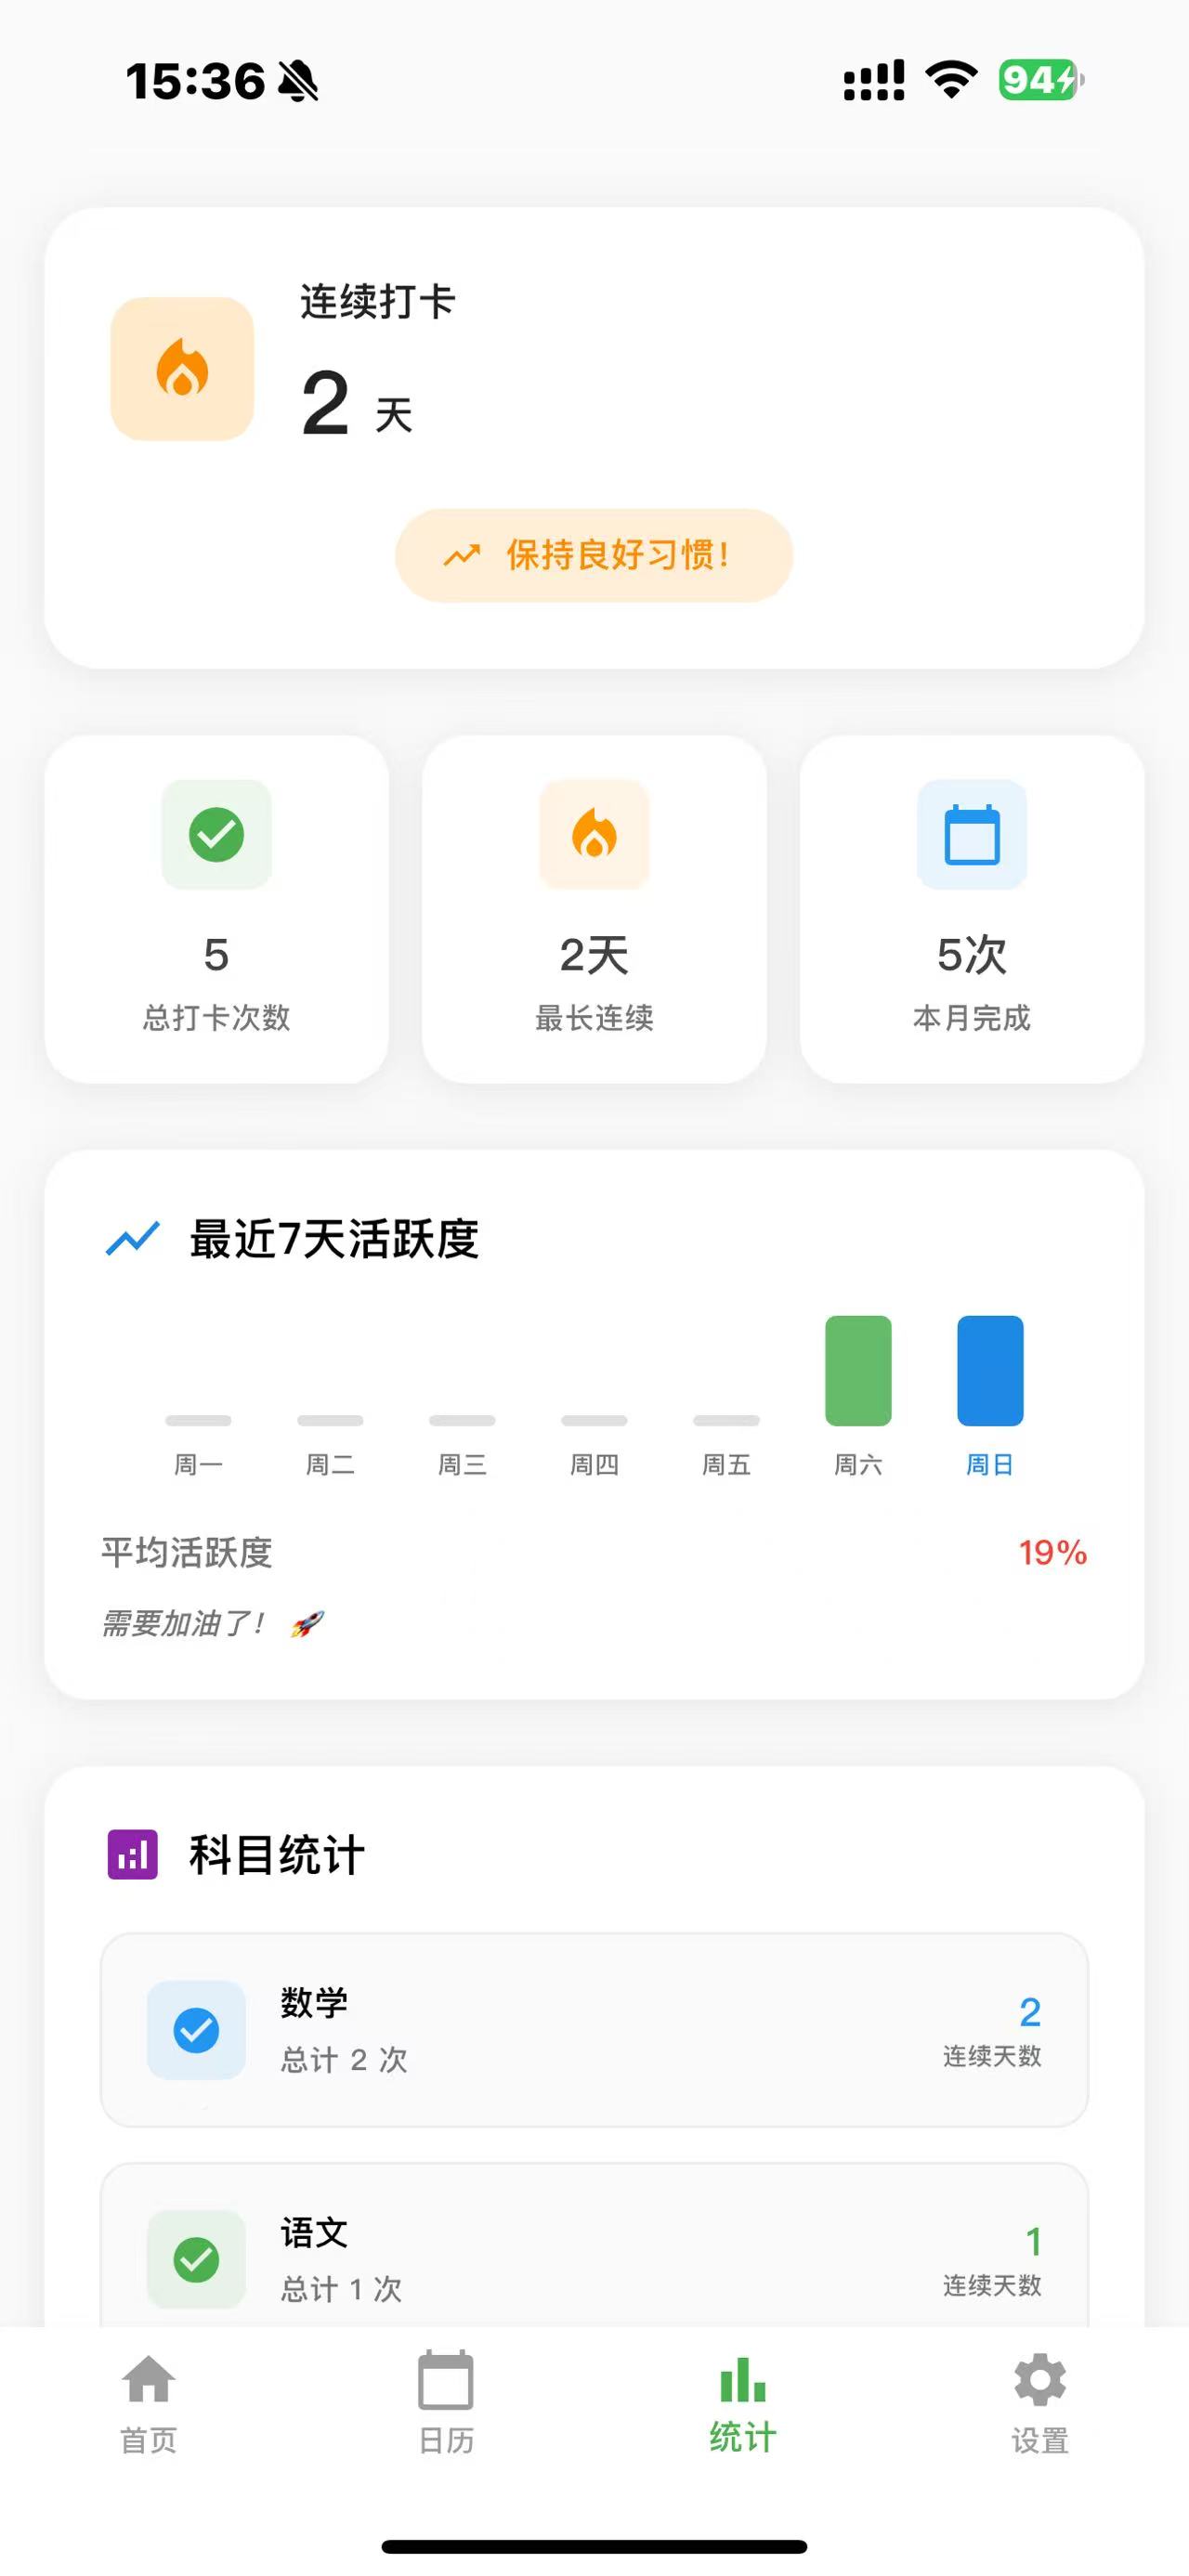 15:36
94
连续打卡
2 天
保持良好习惯!
5
总打卡次数
2天
最长连续
5次
本月完成
最近7天活跃度
周一 周二 周三 周四 周五 周六 周日
平均活跃度 19%
需要加油了! 🚀
科目统计
数学
总计 2 次
2
连续天数
语文
总计 1 次
1
连续天数
首页 日历 统计 设置